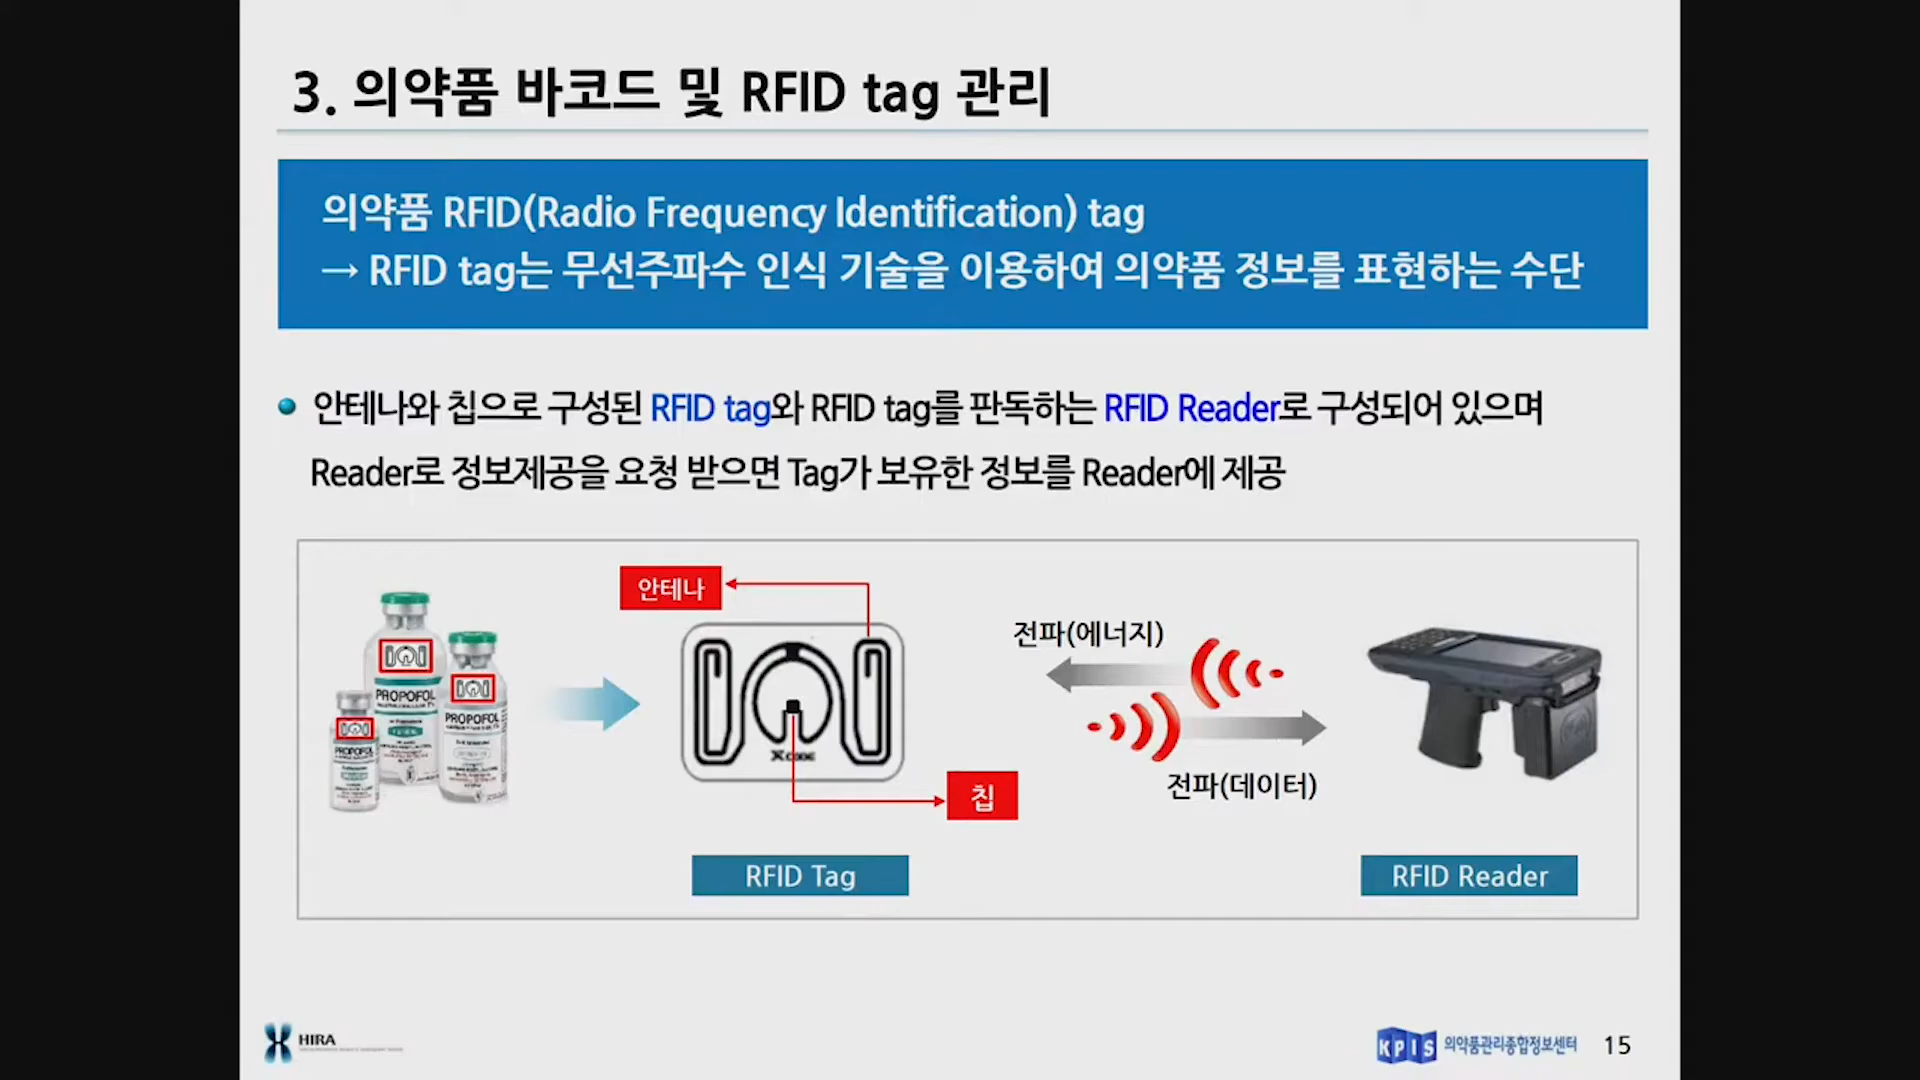 3. 의약품 바코드 및 RFID tag 관리
의약품 RFID(Radio Frequency Identification) tag
→ RFID tag는 무선주파수 인식 기술을 이용하여 의약품 정보를 표현하는 수단
안테나와 칩으로 구성된 RFID tag와 RFID tag를 판독하는 RFID Reader로 구성되어 있으며
Reader로 정보제공을 요청 받으면 Tag가 보유한 정보를 Reader에 제공
안테나
전파(에너지)
PROPOFOL
PROPOFOL
PROPOFOL
전파(데이터)
칩
RFID Tag
RFID Reader
HIRA
KPIS 의약품관리종합정보센터
15